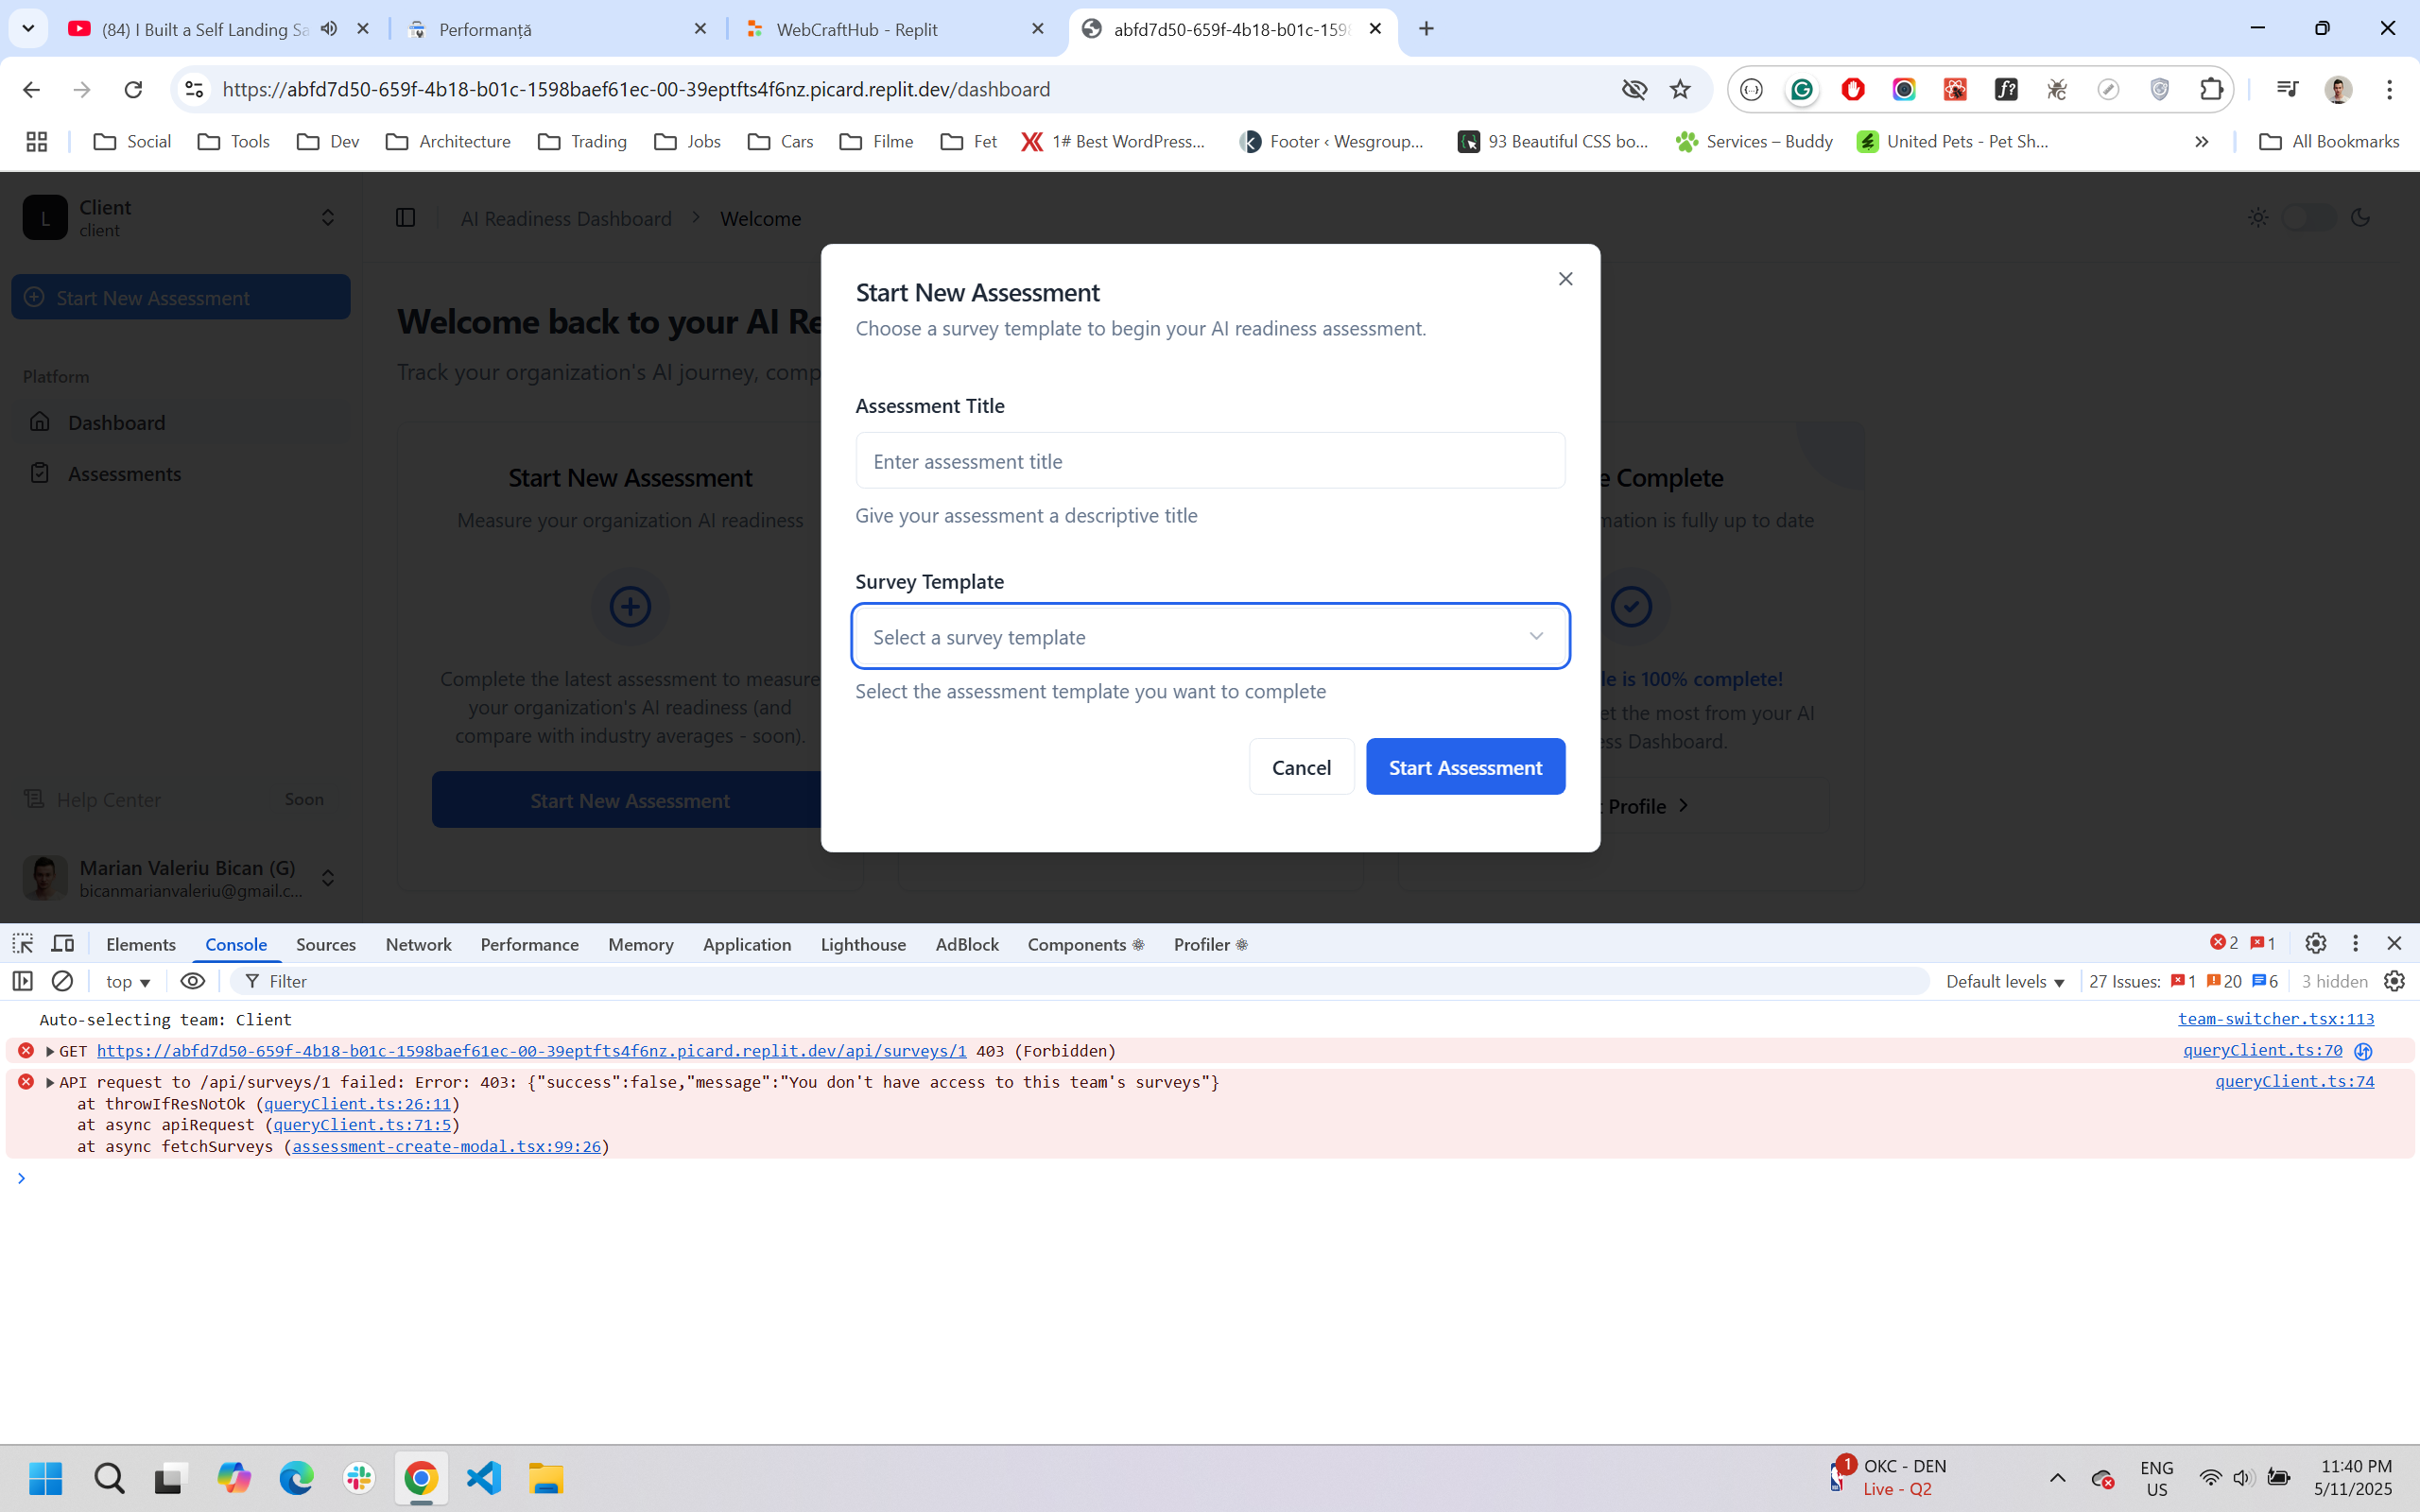 (84) I Built a Self Landing Sa
Performanță
WebCraftHub - Replit
abfd7d50-659f-4b18-b01c-1598
https://abfd7d50-659f-4b18-b01c-1598baef61ec-00-39eptfts4f6nz.picard.replit.dev/dashboard
Social
Tools
Dev
Architecture
Trading
Jobs
Cars
Filme
Fet
1# Best WordPress...
Footer ‹ Wesgroup...
93 Beautiful CSS bo...
Services – Buddy
United Pets - Pet Sh...
All Bookmarks
L
Client
client
AI Readiness Dashboard
Welcome
Start New Assessment
Platform
Dashboard
Assessments
Help Center
Soon
Marian Valeriu Bican (G)
bicanmarianvaleriu@gmail.c...
Welcome back to your AI Re
Track your organization's AI journey, comp
Start New Assessment
Measure your organization AI readiness
Complete the latest assessment to measure
your organization's AI readiness (and
compare with industry averages - soon).
Start New Assessment
Start New Assessment
Choose a survey template to begin your AI readiness assessment.
Assessment Title
Enter assessment title
Give your assessment a descriptive title
Survey Template
Select a survey template
Select the assessment template you want to complete
Cancel
Start Assessment
e Complete
mation is fully up to date
le is 100% complete!
et the most from your AI
ss Dashboard.
t Profile
Elements
Console
Sources
Network
Performance
Memory
Application
Lighthouse
AdBlock
Components
Profiler
2
1
top
Filter
Default levels
27 Issues:
1
20
6
3 hidden
Auto-selecting team: Client
team-switcher.tsx:113
GET https://abfd7d50-659f-4b18-b01c-1598baef61ec-00-39eptfts4f6nz.picard.replit.dev/api/surveys/1 403 (Forbidden)
queryClient.ts:70
API request to /api/surveys/1 failed: Error: 403: {"success":false,"message":"You don't have access to this team's surveys"}
queryClient.ts:74
at throwIfResNotOk (queryClient.ts:26:11)
at async apiRequest (queryClient.ts:71:5)
at async fetchSurveys (assessment-create-modal.tsx:99:26)
1
OKC - DEN
Live - Q2
ENG
US
11:40 PM
5/11/2025